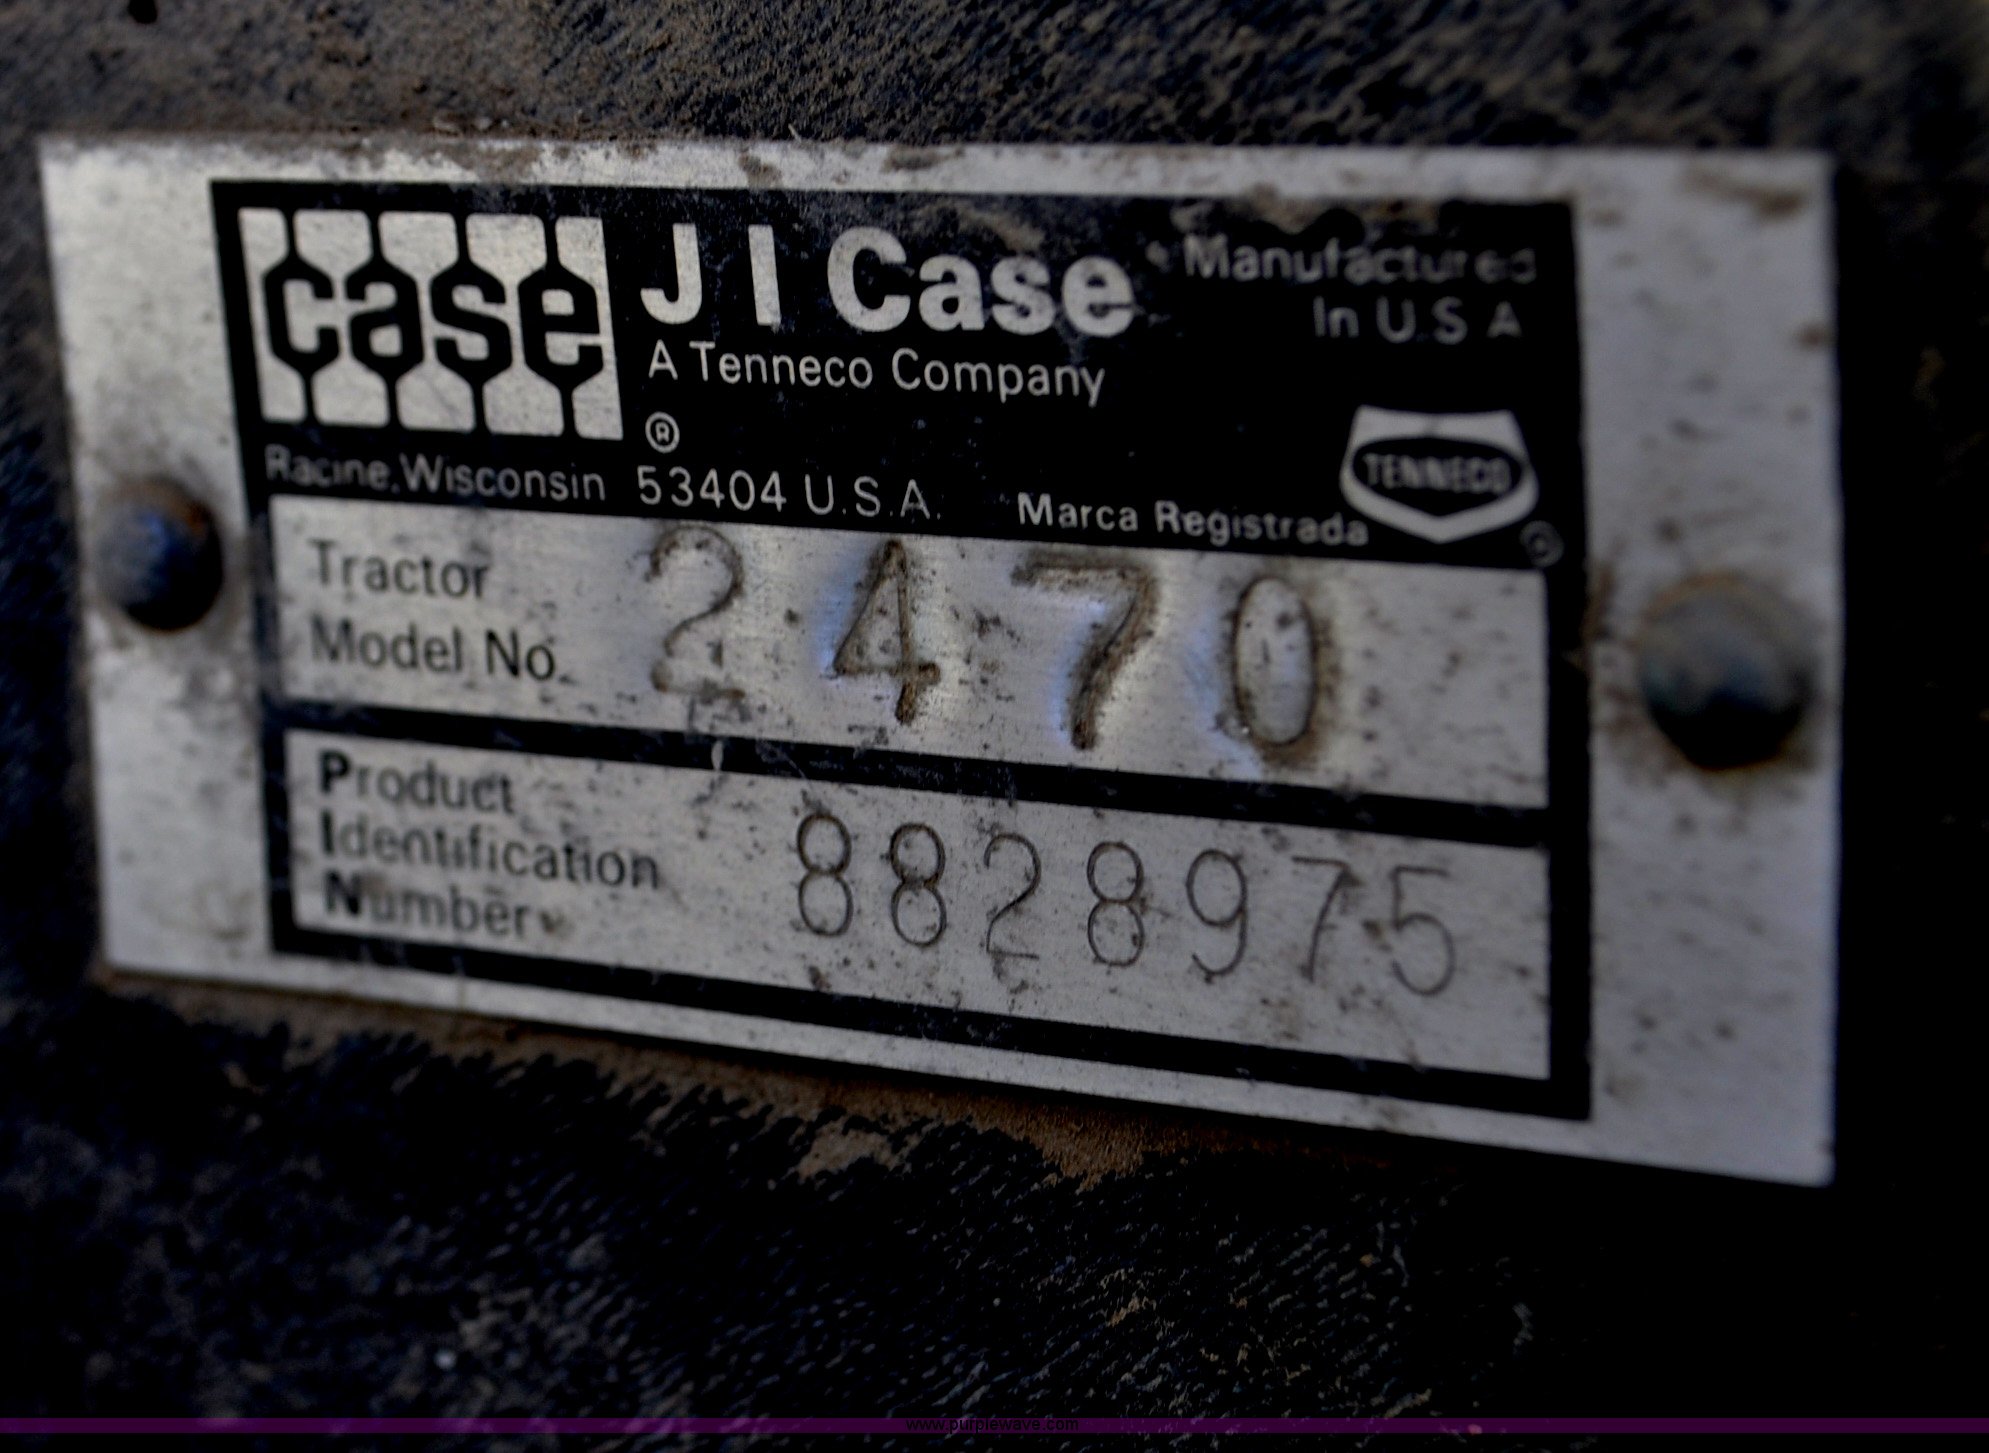 case
J I Case
Manufactured
In U.S.A
A Tenneco Company
®
Racine, Wisconsin 53404 U.S.A.
Marca Registrada
TENNECO
®
Tractor
Model No. 2470
Product
Identification
Number 8828975
www.purplewave.com